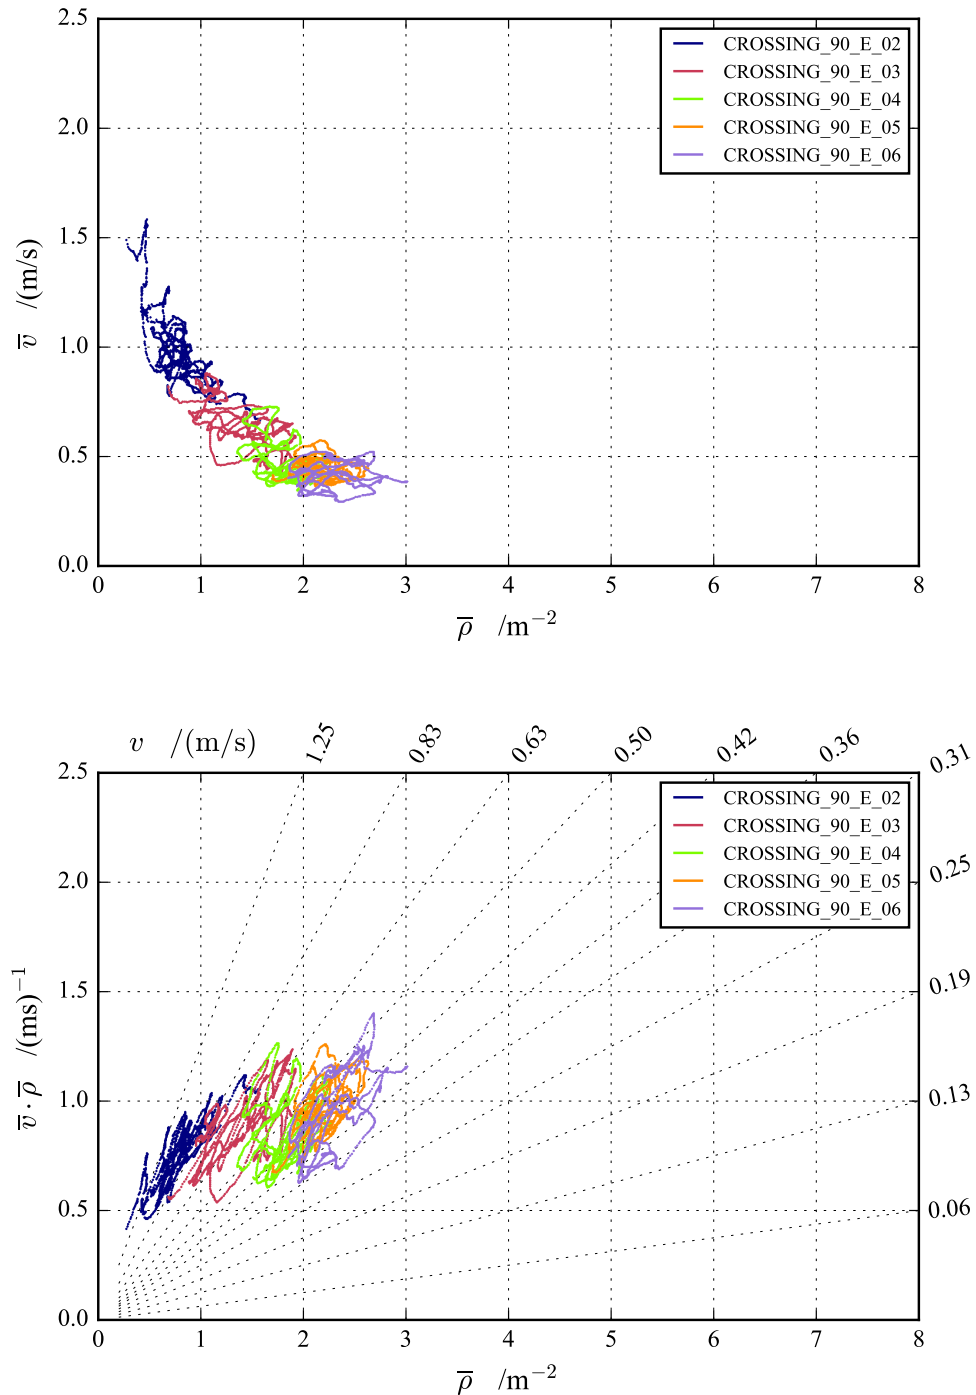 2.5
2.0
1.5
1.0
0.5
0.0
v̅ /(m/s)
CROSSING_90_E_02
CROSSING_90_E_03
CROSSING_90_E_04
CROSSING_90_E_05
CROSSING_90_E_06
0 1 2 3 4 5 6 7 8
ρ̅ /m⁻²
v /(m/s) 1.25 0.83 0.63 0.50 0.42 0.36 0.31
2.5
2.0
1.5
1.0
0.5
0.0
v̅ · ρ̅ /(ms)⁻¹
CROSSING_90_E_02
CROSSING_90_E_03
CROSSING_90_E_04
CROSSING_90_E_05
CROSSING_90_E_06
0.25
0.19
0.13
0.06
0 1 2 3 4 5 6 7 8
ρ̅ /m⁻²